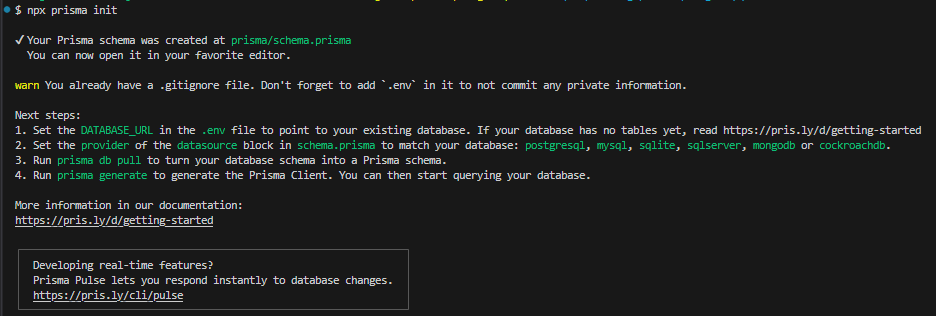 $ npx prisma init
✔ Your Prisma schema was created at prisma/schema.prisma
You can now open it in your favorite editor.
warn You already have a .gitignore file. Don't forget to add `.env` in it to not commit any private information.
Next steps:
1. Set the DATABASE_URL in the .env file to point to your existing database. If your database has no tables yet, read https://pris.ly/d/getting-started
2. Set the provider of the datasource block in schema.prisma to match your database: postgresql, mysql, sqlite, sqlserver, mongodb or cockroachdb.
3. Run prisma db pull to turn your database schema into a Prisma schema.
4. Run prisma generate to generate the Prisma Client. You can then start querying your database.
More information in our documentation:
https://pris.ly/d/getting-started
Developing real-time features?
Prisma Pulse lets you respond instantly to database changes.
https://pris.ly/cli/pulse